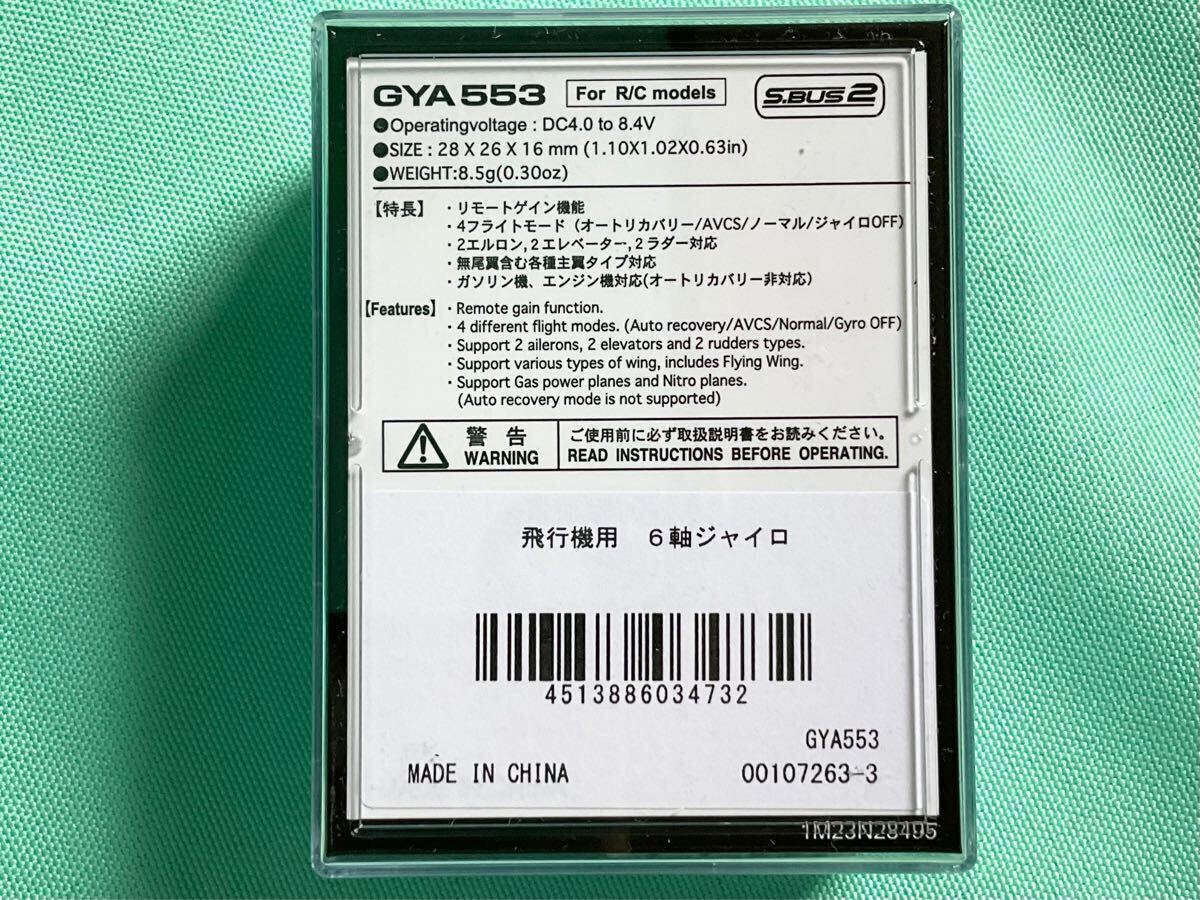 GYA553 For R/C models S.BUS2
●Operatingvoltage : DC4.0 to 8.4V
●SIZE : 28 X 26 X 16 mm (1.10X1.02X0.63in)
●WEIGHT:8.5g(0.30oz)
【特長】 ・リモートゲイン機能
・4フライトモード（オートリカバリー/AVCS/ノーマル/ジャイロOFF)
・2エルロン,2エレベーター,2ラダー対応
・無尾翼含む各種主翼タイプ対応
・ガソリン機、エンジン機対応(オートリカバリー非対応）
【Features】 ・Remote gain function.
・4 different flight modes. (Auto recovery/AVCS/Normal/Gyro OFF)
・Support 2 ailerons, 2 elevators and 2 rudders types.
・Support various types of wing, includes Flying Wing.
・Support Gas power planes and Nitro planes.
(Auto recovery mode is not supported)
警告 ご使用前に必ず取扱説明書をお読みください。
WARNING READ INSTRUCTIONS BEFORE OPERATING.
飛行機用　６軸ジャイロ
4513886034732
GYA553
MADE IN CHINA 00107263-3
1M23N28495